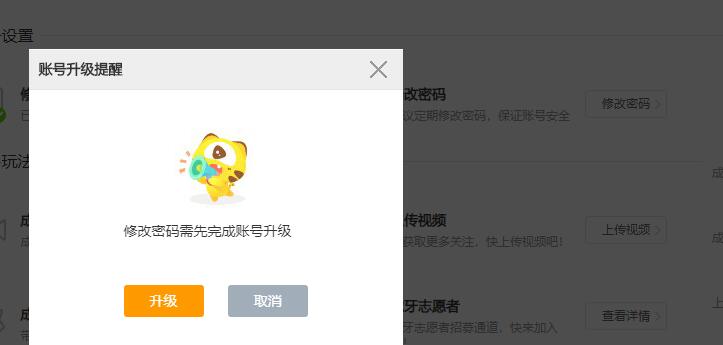 设置
账号升级提醒
改密码
议定期修改密码，保证账号安全
修改密码
玩法
修改密码需先完成账号升级
传视频
获取更多关注，快上传视频吧！
上传视频
成
成
升级
取消
牙志愿者
牙志愿者招募通道，快来加入
查看详情
成
带
成
成
上